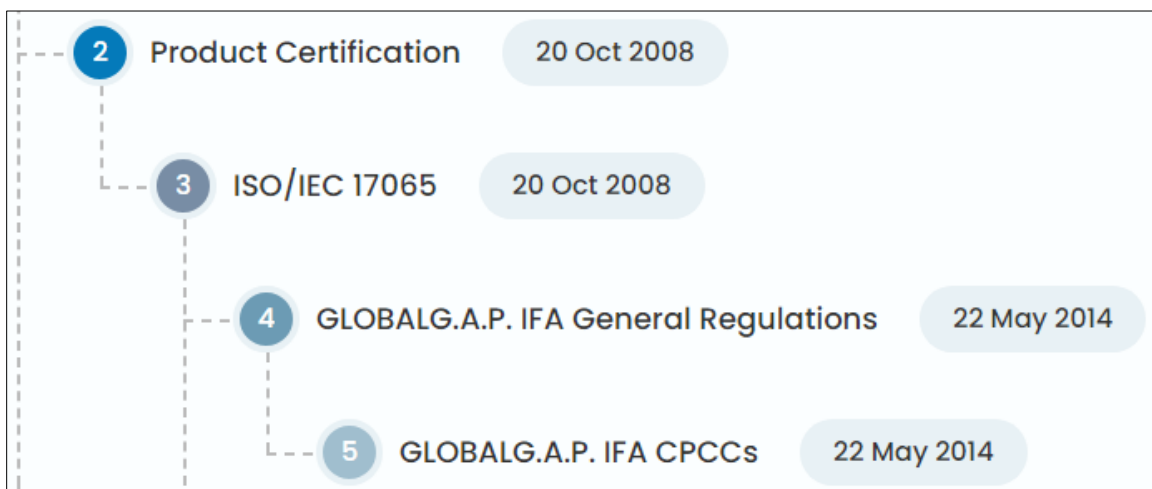 2 Product Certification 20 Oct 2008
3 ISO/IEC 17065 20 Oct 2008
4 GLOBALG.A.P. IFA General Regulations 22 May 2014
5 GLOBALG.A.P. IFA CPCCs 22 May 2014